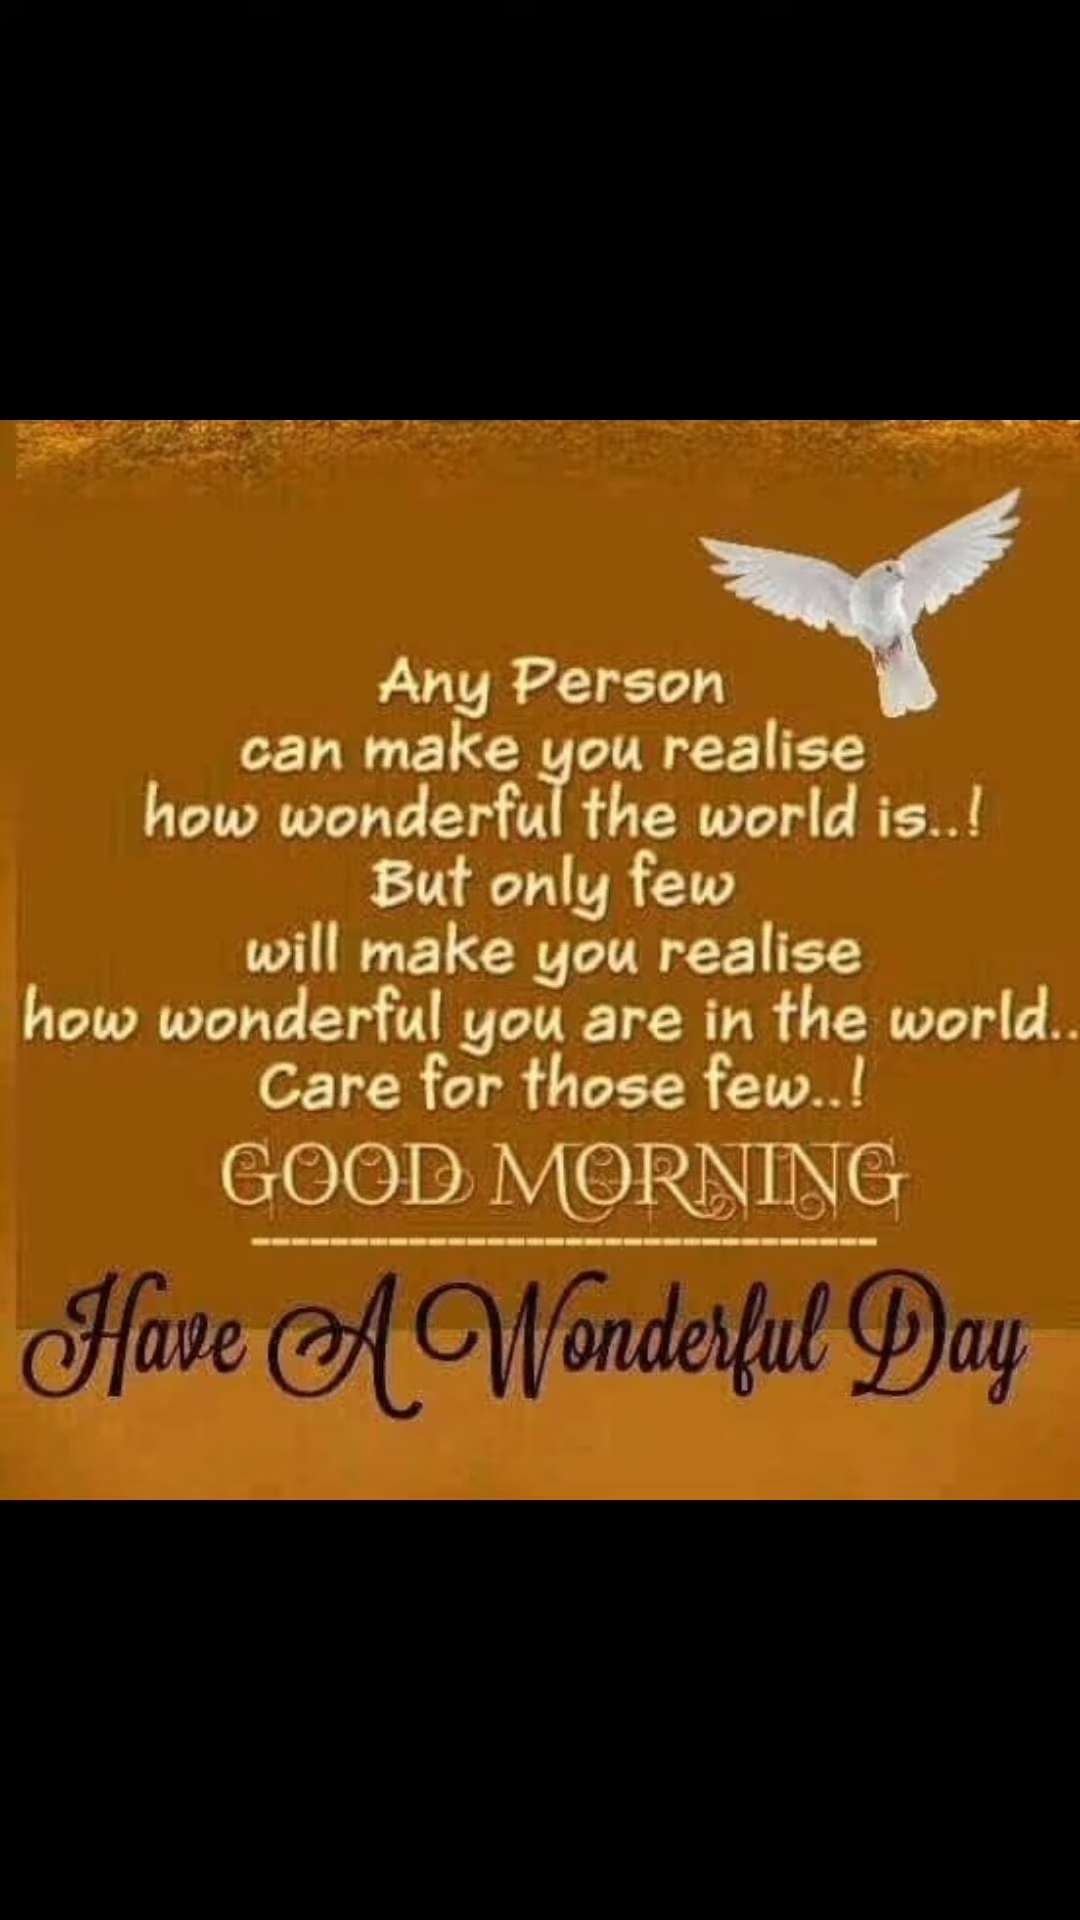 Any Person
can make you realise
how wonderful the world is..!
But only few
will make you realise
how wonderful you are in the world..
Care for those few..!
GOOD MORNING
--------------------------------
Have A Wonderful Day